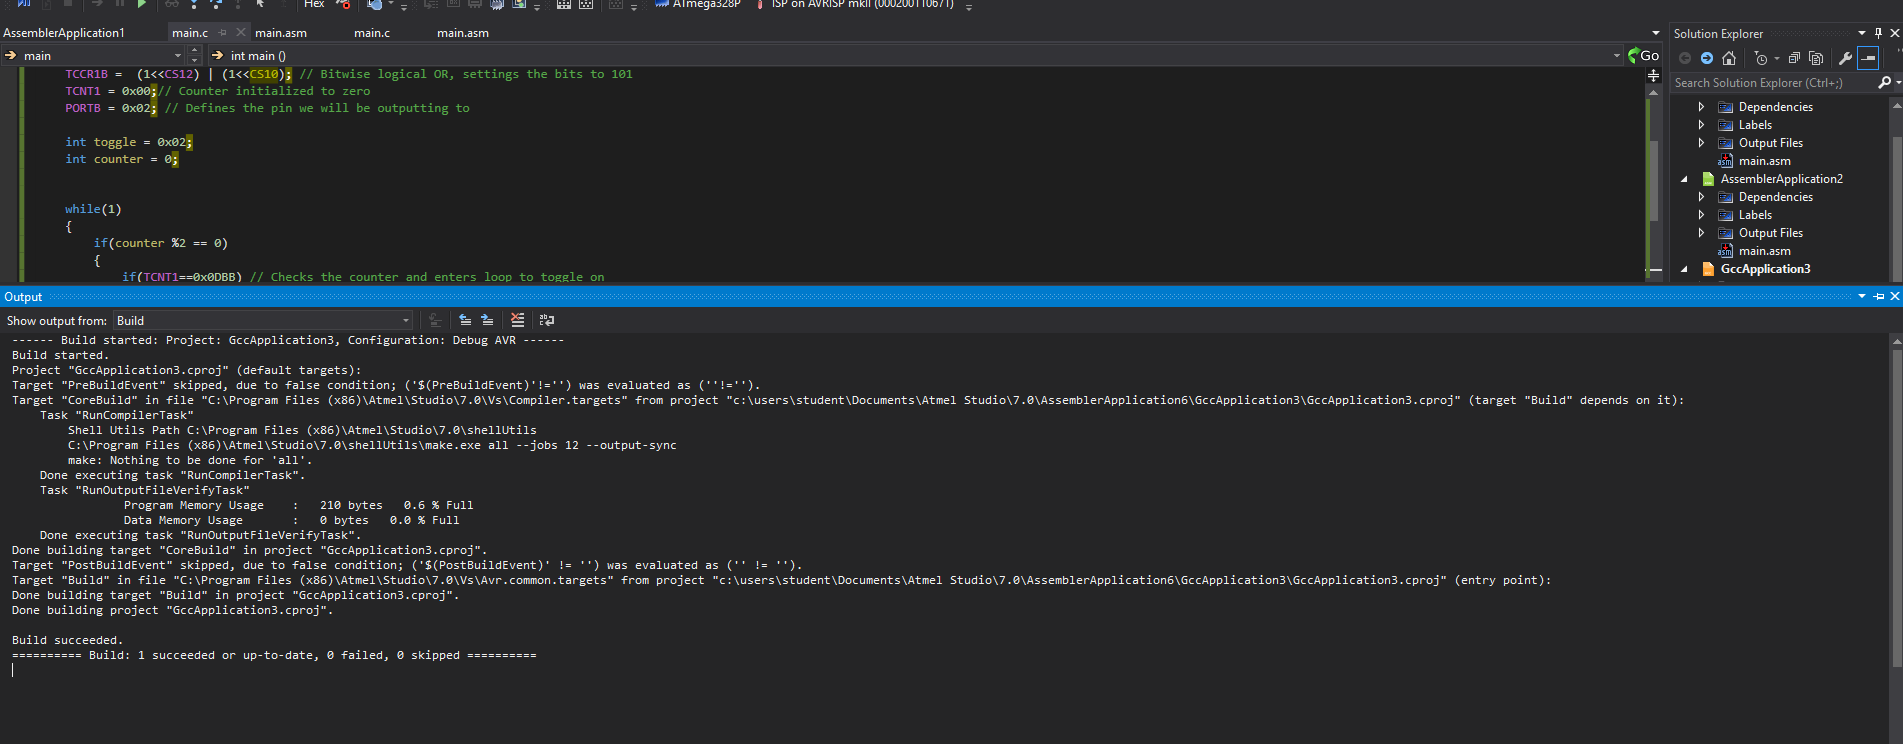 Hex
ATmega328P
ISP on AVRISP mkII (000200110671)
AssemblerApplication1
main.c
main.asm
main.c
main.asm
main
int main ()
Go
TCCR1B =  (1<<CS12) | (1<<CS10); // Bitwise logical OR, settings the bits to 101
TCNT1 = 0x00;// Counter initialized to zero
PORTB = 0x02; // Defines the pin we will be outputting to
int toggle = 0x02;
int counter = 0;
while(1)
{
if(counter %2 == 0)
{
if(TCNT1==0x0DBB) // Checks the counter and enters loop to toggle on
Solution Explorer
Search Solution Explorer (Ctrl+;)
Dependencies
Labels
Output Files
main.asm
AssemblerApplication2
Dependencies
Labels
Output Files
main.asm
GccApplication3
Output
Show output from: Build
------ Build started: Project: GccApplication3, Configuration: Debug AVR ------
Build started.
Project "GccApplication3.cproj" (default targets):
Target "PreBuildEvent" skipped, due to false condition; ('$(PreBuildEvent)'!='') was evaluated as (''!='').
Target "CoreBuild" in file "C:\Program Files (x86)\Atmel\Studio\7.0\Vs\Compiler.targets" from project "c:\users\student\Documents\Atmel Studio\7.0\AssemblerApplication6\GccApplication3\GccApplication3.cproj" (target "Build" depends on it):
Task "RunCompilerTask"
Shell Utils Path C:\Program Files (x86)\Atmel\Studio\7.0\shellUtils
C:\Program Files (x86)\Atmel\Studio\7.0\shellUtils\make.exe all --jobs 12 --output-sync
make: Nothing to be done for 'all'.
Done executing task "RunCompilerTask".
Task "RunOutputFileVerifyTask"
Program Memory Usage    :   210 bytes   0.6 % Full
Data Memory Usage       :   0 bytes   0.0 % Full
Done executing task "RunOutputFileVerifyTask".
Done building target "CoreBuild" in project "GccApplication3.cproj".
Target "PostBuildEvent" skipped, due to false condition; ('$(PostBuildEvent)' != '') was evaluated as ('' != '').
Target "Build" in file "C:\Program Files (x86)\Atmel\Studio\7.0\Vs\Avr.common.targets" from project "c:\users\student\Documents\Atmel Studio\7.0\AssemblerApplication6\GccApplication3\GccApplication3.cproj" (entry point):
Done building target "Build" in project "GccApplication3.cproj".
Done building project "GccApplication3.cproj".
Build succeeded.
========== Build: 1 succeeded or up-to-date, 0 failed, 0 skipped ==========